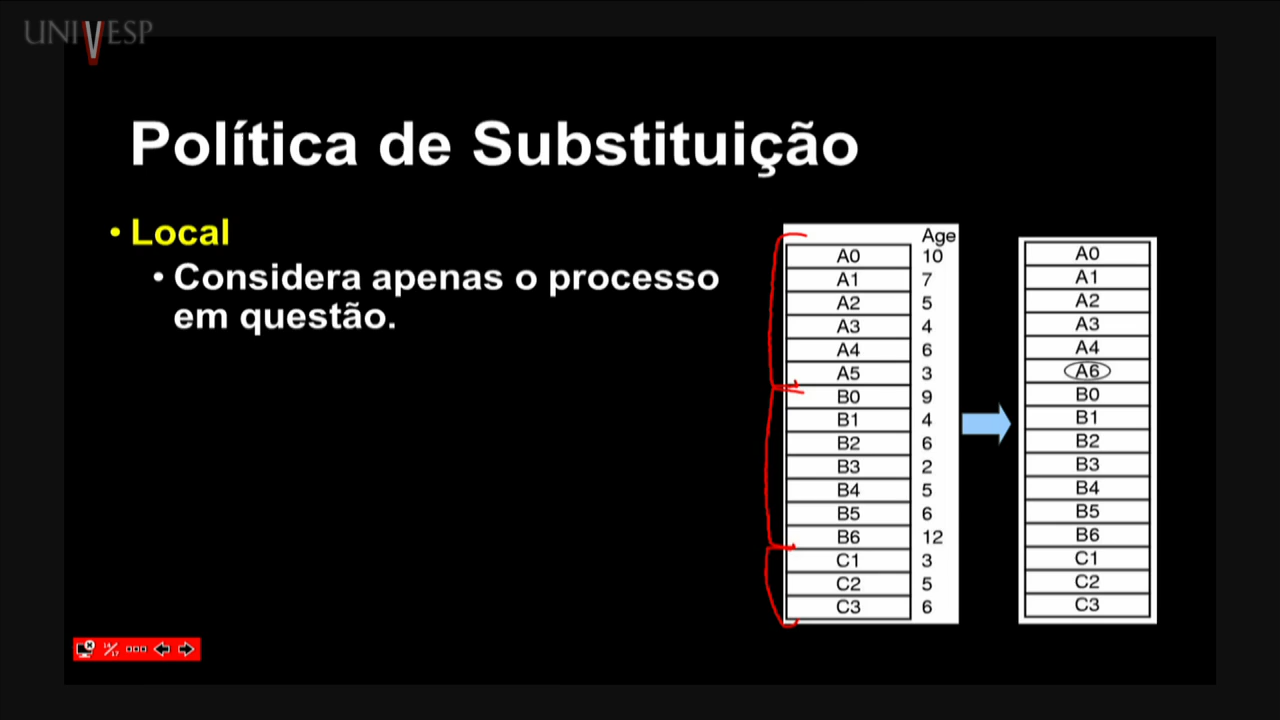 UNIVESP
Política de Substituição
• Local
• Considera apenas o processo
em questão.
Age
A0 10
A1 7
A2 5
A3 4
A4 6
A5 3
B0 9
B1 4
B2 6
B3 2
B4 5
B5 6
B6 12
C1 3
C2 5
C3 6
A0
A1
A2
A3
A4
A6
B0
B1
B2
B3
B4
B5
B6
C1
C2
C3